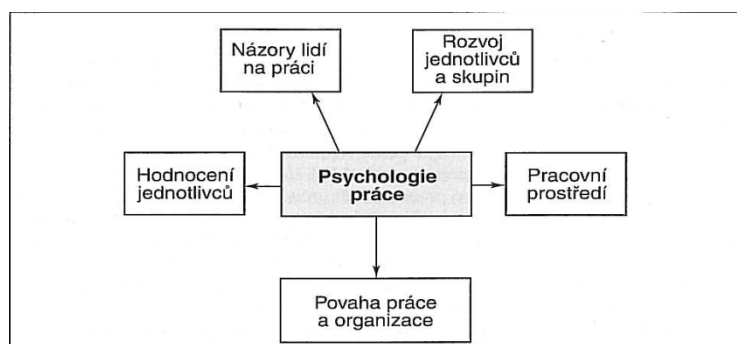 Názory lidí
na práci
Rozvoj
jednotlivců
a skupin
Hodnocení
jednotlivců
Psychologie
práce
Pracovní
prostředí
Povaha práce
a organizace